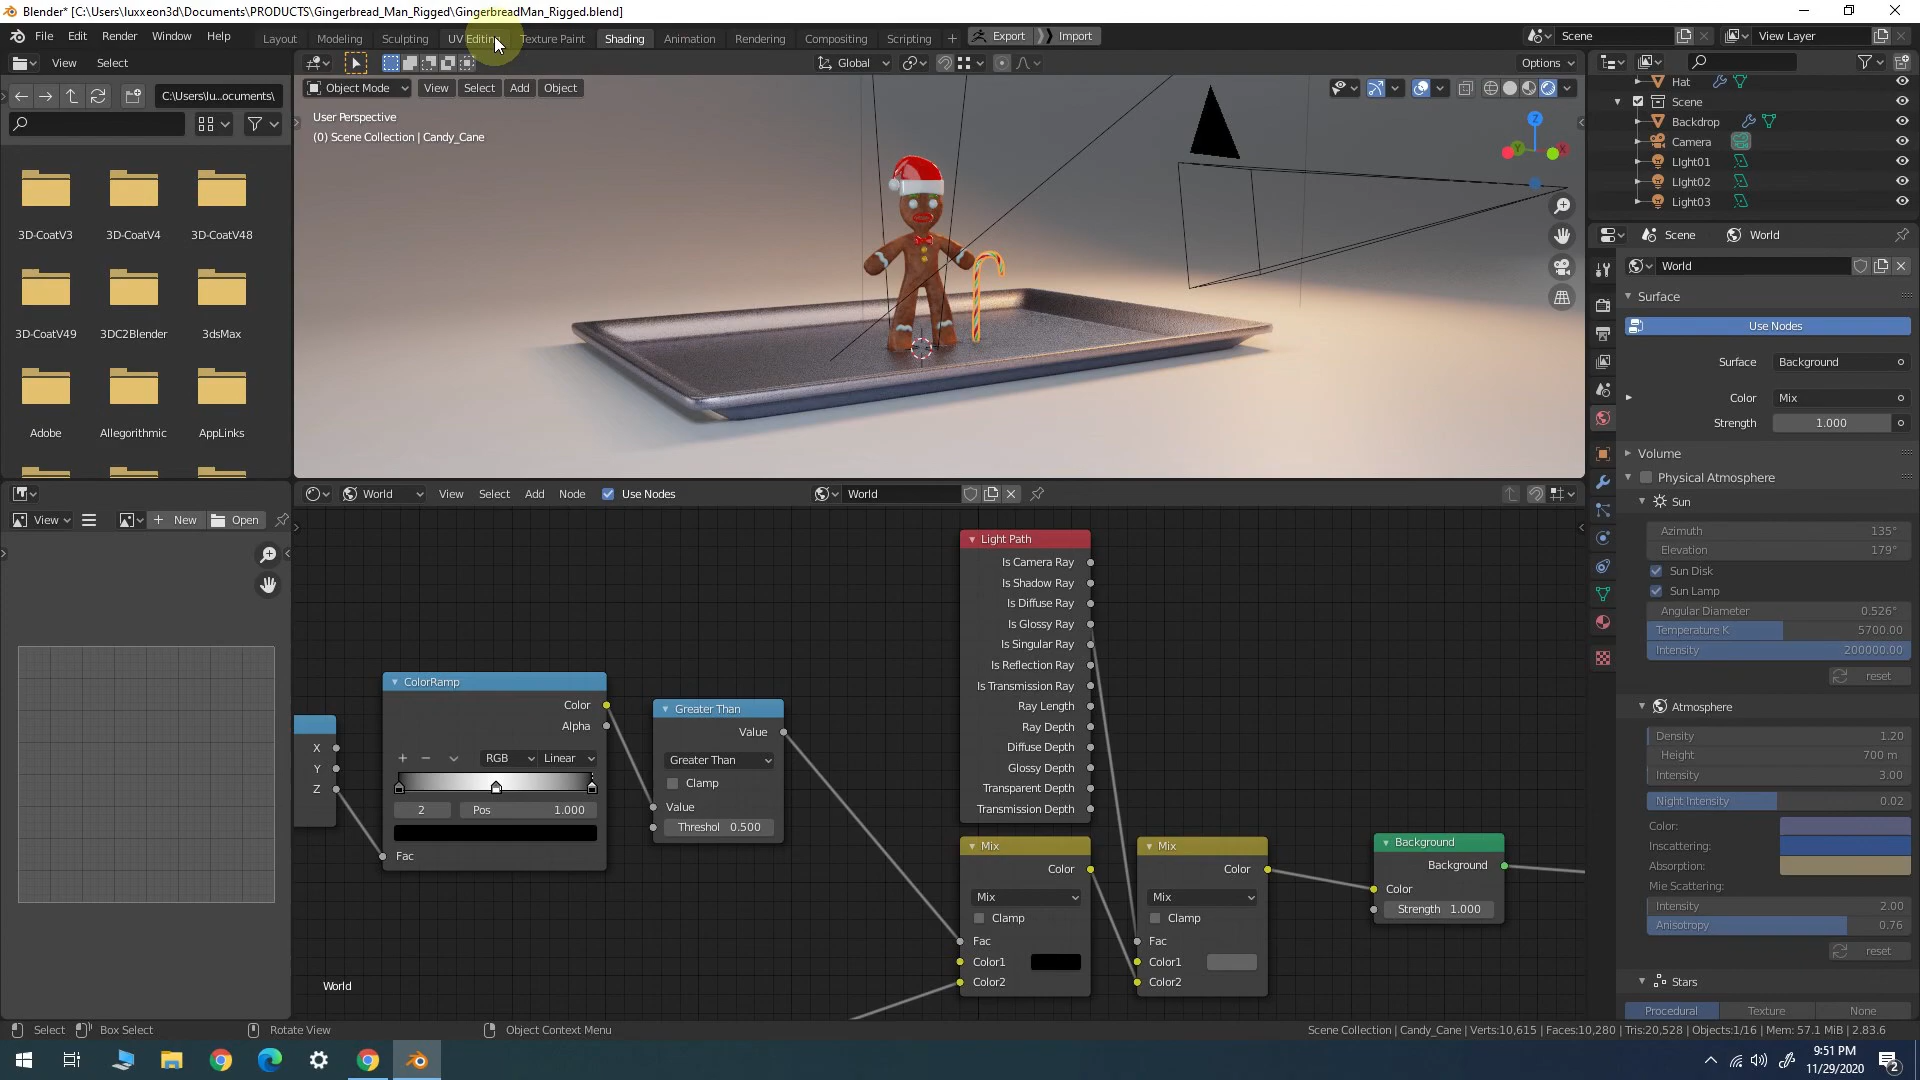 Blender* [C:\Users\luxxeon3d\Documents\PRODUCTS\Gingerbread_Man_Rigged\GingerbreadMan_Rigged.blend]
File Edit Render Window Help Layout Modeling Sculpting UV Editing Texture Paint Shading Animation Rendering Compositing Scripting + Export Import Scene View Layer
View Select Global Options
C:\Users\lu...ocuments\ Object Mode View Select Add Object
User Perspective
(0) Scene Collection | Candy_Cane
Z
Y
Hat
Scene
Backdrop
Camera
LIght01
LIght02
Light03
3D-CoatV3 3D-CoatV4 3D-CoatV48
3D-CoatV49 3DC2Blender 3dsMax
Adobe Allegorithmic AppLinks
Scene World
World
Surface
Use Nodes
Surface Background
Color Mix
Strength 1.000
Volume
Physical Atmosphere
Sun
Azimuth 135°
Elevation 179°
Sun Disk
Sun Lamp
Angular Diameter 0.526°
Temperature K 5700.00
Intensity 200000.00
reset
Atmosphere
Density 1.20
Height 700 m
Intensity 3.00
Night Intensity 0.02
Color:
Inscattering:
Absorption:
Mie Scattering:
Intensity 2.00
Anisotropy 0.76
reset
Stars
Procedural Texture None
World View Select Add Node Use Nodes World
View New Open
Light Path
Is Camera Ray
Is Shadow Ray
Is Diffuse Ray
Is Glossy Ray
Is Singular Ray
Is Reflection Ray
Is Transmission Ray
Ray Length
Ray Depth
Diffuse Depth
Glossy Depth
Transparent Depth
Transmission Depth
X
Y
Z
ColorRamp
Color
Alpha
RGB Linear
2 Pos 1.000
Fac
Greater Than
Value
Greater Than
Clamp
Value
Threshol 0.500
Mix
Color
Mix
Clamp
Fac
Color1
Color2
Mix
Color
Mix
Clamp
Fac
Color1
Color2
Background
Background
Color
Strength 1.000
World
Select Box Select Rotate View Object Context Menu Scene Collection | Candy_Cane | Verts:10,615 | Faces:10,280 | Tris:20,528 | Objects:1/16 | Mem: 57.1 MiB | 2.83.6
9:51 PM
11/29/2020
2